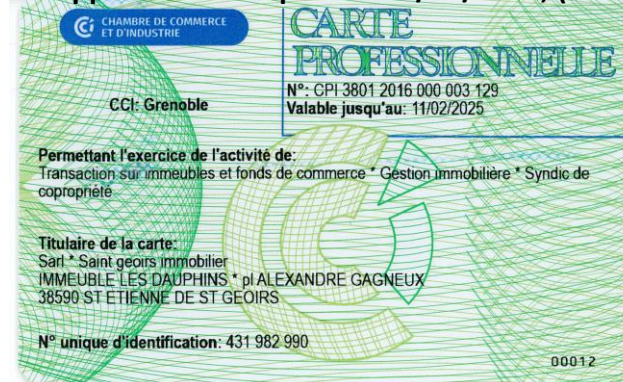 CHAMBRE DE COMMERCE
ET D'INDUSTRIE
CARTE
PROFESSIONNELLE
N°: CPI 3801 2016 000 003 129
Valable jusqu'au: 11/02/2025
CCI: Grenoble
Permettant l'exercice de l'activité de:
Transaction sur immeubles et fonds de commerce * Gestion immobilière * Syndic de
copropriété
Titulaire de la carte:
Sarl * Saint geoirs immobilier
IMMEUBLE LES DAUPHINS * pl ALEXANDRE GAGNEUX
38590 ST ETIENNE DE ST GEOIRS
N° unique d'identification: 431 982 990
00012